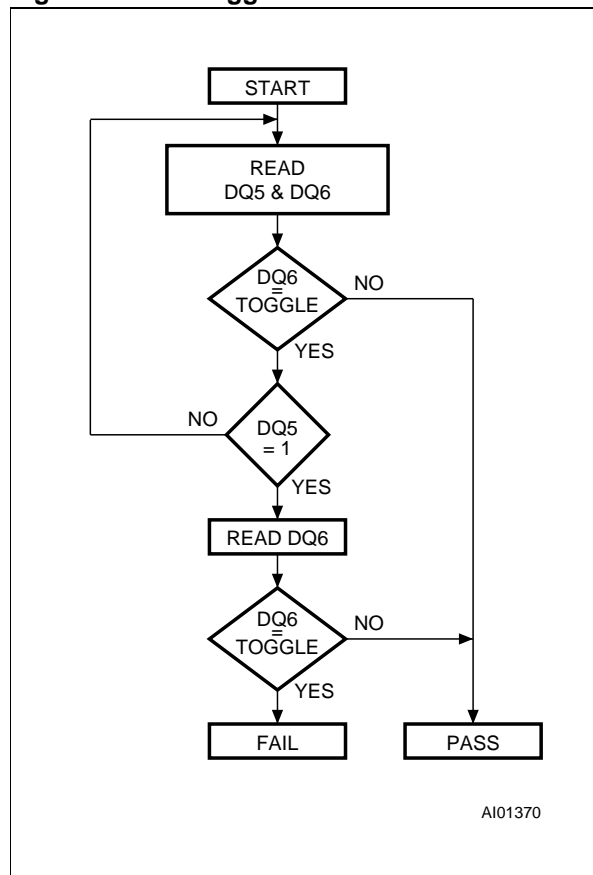 START
READ
DQ5 & DQ6
DQ6
=
TOGGLE
NO
YES
NO
DQ5
= 1
YES
READ DQ6
DQ6
=
TOGGLE
NO
YES
FAIL
PASS
AI01370